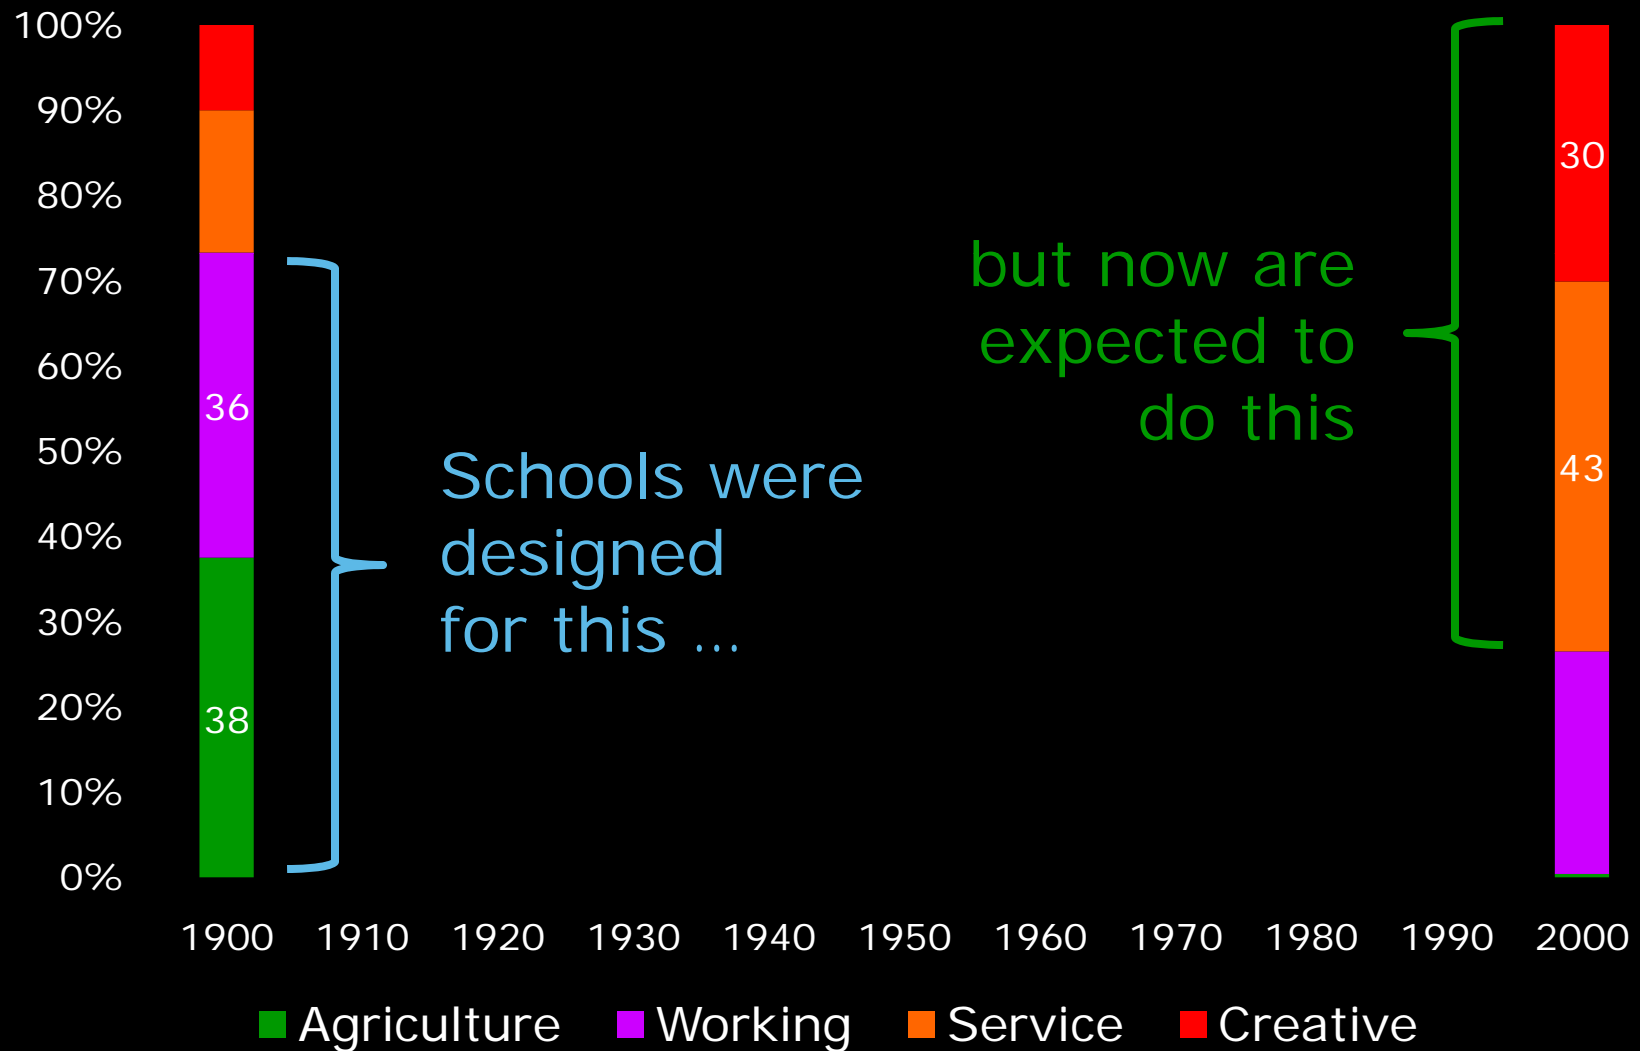 100%
90%
80%
70%
60%
50%
40%
30%
20%
10%
0%
36
38
Schools were
designed
for this ...
but now are
expected to
do this
30
43
1900 1910 1920 1930 1940 1950 1960 1970 1980 1990 2000
Agriculture Working Service Creative